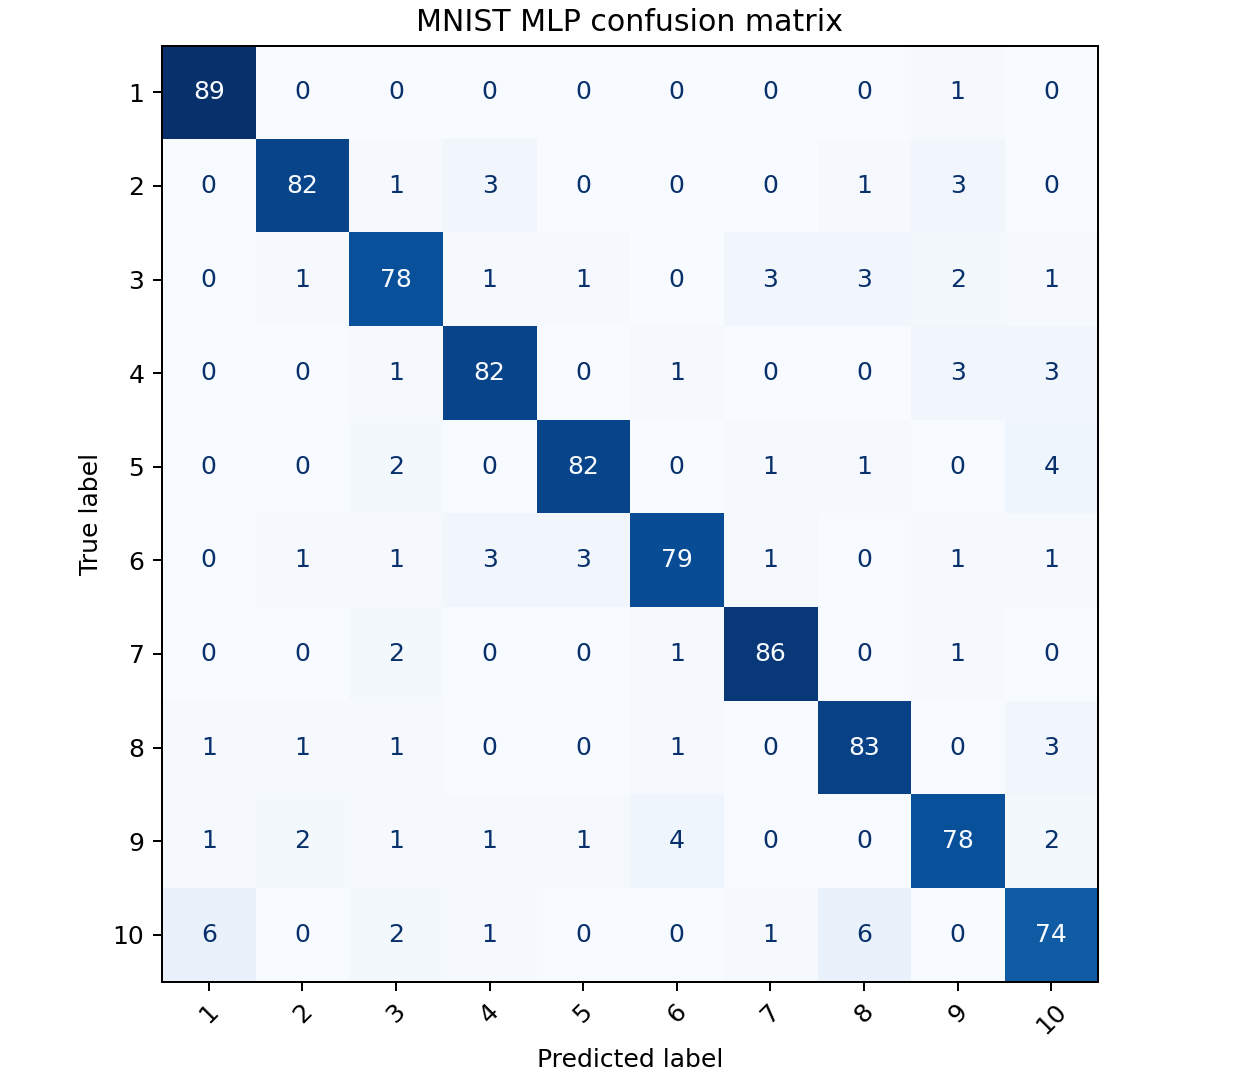 MNIST MLP confusion matrix
True label
1 89 0 0 0 0 0 0 0 1 0
2 0 82 1 3 0 0 0 1 3 0
3 0 1 78 1 1 0 3 3 2 1
4 0 0 1 82 0 1 0 0 3 3
5 0 0 2 0 82 0 1 1 0 4
6 0 1 1 3 3 79 1 0 1 1
7 0 0 2 0 0 1 86 0 1 0
8 1 1 1 0 0 1 0 83 0 3
9 1 2 1 1 1 4 0 0 78 2
10 6 0 2 1 0 0 1 6 0 74
1 2 3 4 5 6 7 8 9 10
Predicted label